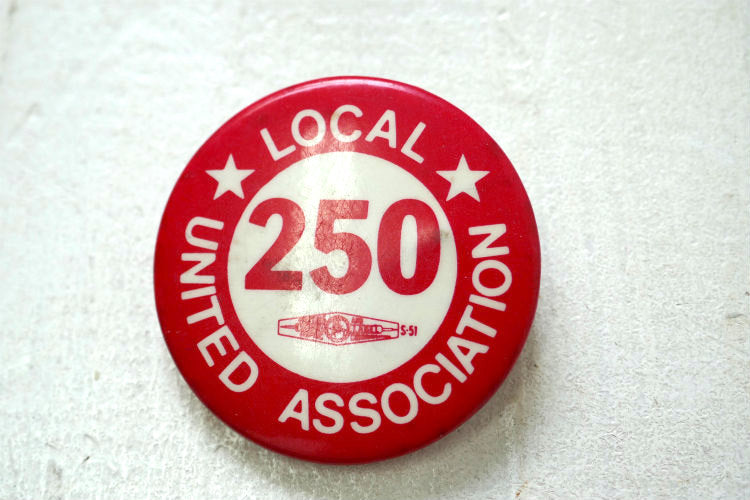 LOCAL
250
S-51
UNITED ASSOCIATION